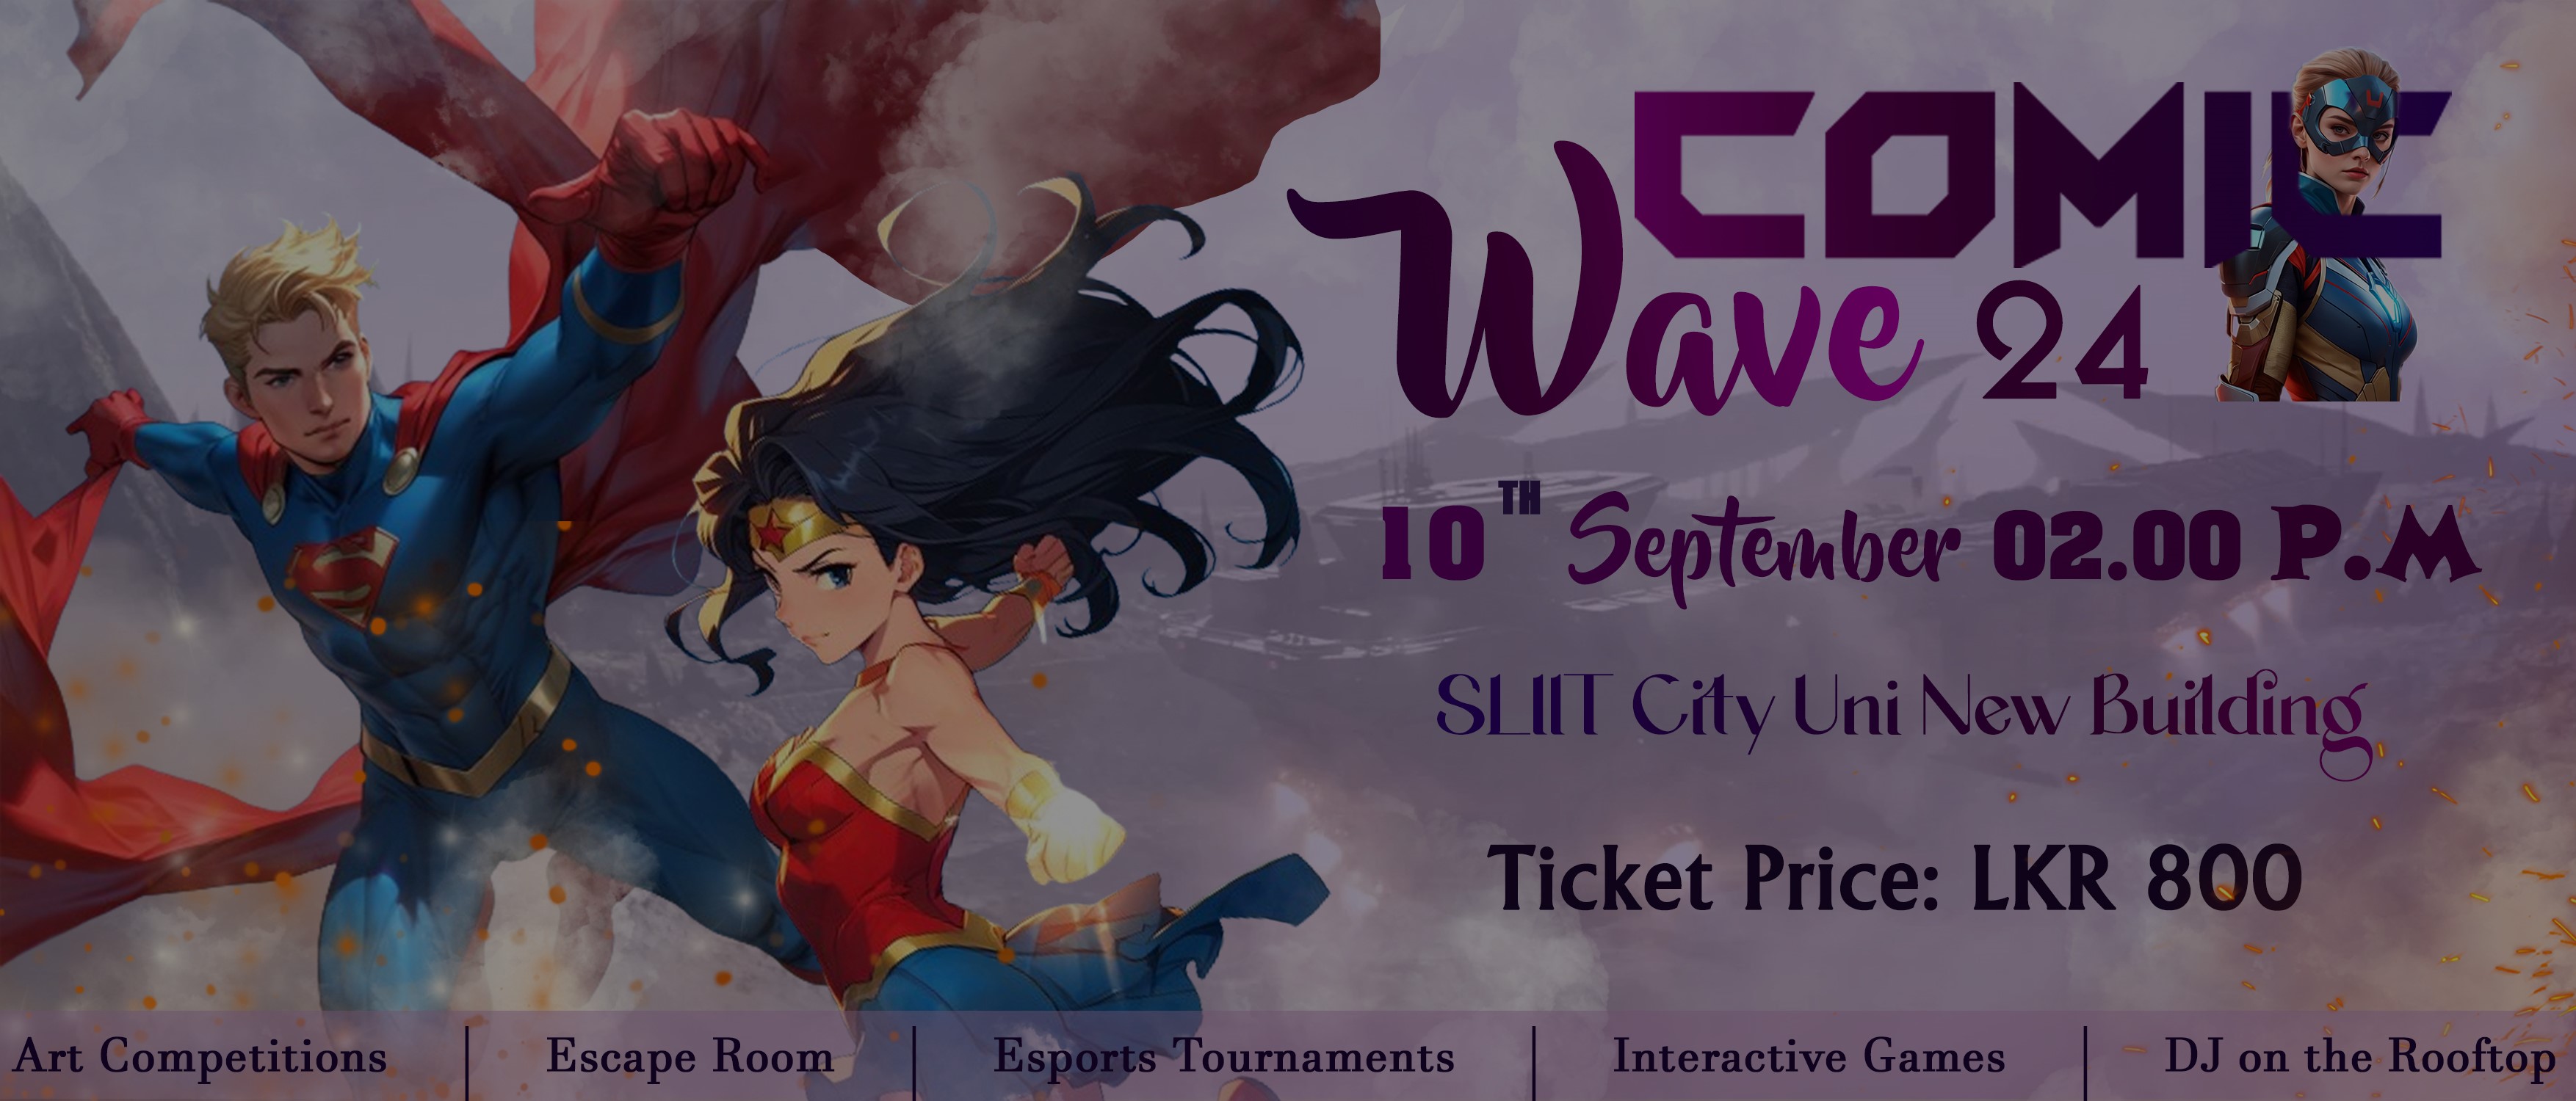 COMIC
Wave 24
10TH September 02.00 P.M
SLIIT City Uni New Building
Ticket Price: LKR 800
Art Competitions | Escape Room | Esports Tournaments | Interactive Games | DJ on the Rooftop